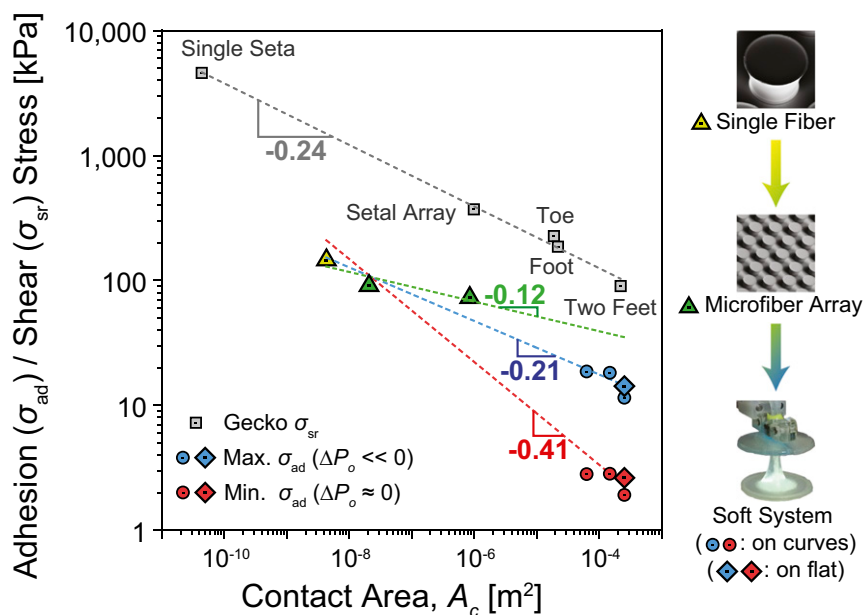 Adhesion (σad) / Shear (σsr) Stress [kPa]
10,000
1,000
100
10
1
Single Seta
-0.24
Setal Array
Toe
Foot
Two Feet
-0.12
-0.21
-0.41
Gecko σsr
Max. σad (ΔPo << 0)
Min. σad (ΔPo ≈ 0)
10-10
10-8
10-6
10-4
Contact Area, Ac [m2]
Single Fiber
Microfiber Array
Soft System
( : on curves)
( : on flat)